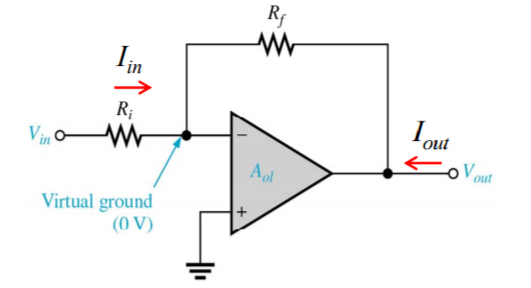 R_f
I_in
R_i
I_out
V_in
−
A_ol
V_out
Virtual ground
(0 V)
+